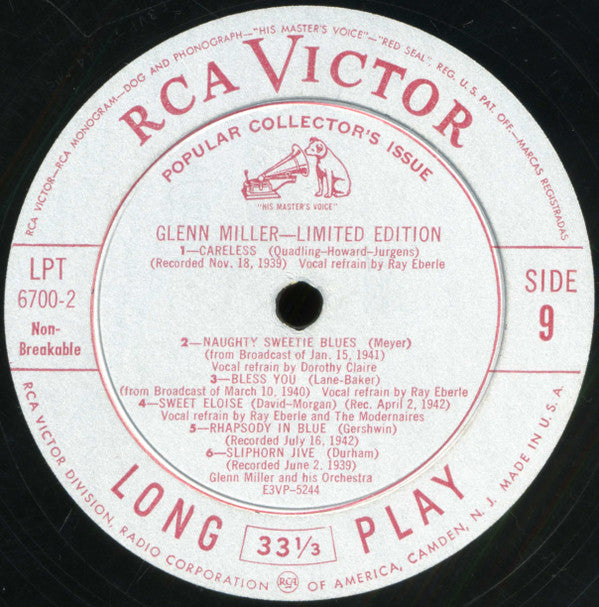 RCA VICTOR—RCA MONOGRAM—DOG AND PHONOGRAPH—"HIS MASTER'S VOICE"—"RED SEAL", REG. U. S. PAT. OFF.—MARCAS REGISTRADAS
RCA VICTOR
POPULAR COLLECTOR'S ISSUE
"HIS MASTER'S VOICE"
GLENN MILLER—LIMITED EDITION
1—CARELESS (Quadling-Howard-Jurgens)
(Recorded Nov. 18, 1939) Vocal refrain by Ray Eberle
LPT
6700-2
Non-
Breakable
SIDE
9
2—NAUGHTY SWEETIE BLUES (Meyer)
(from Broadcast of Jan. 15, 1941)
Vocal refrain by Dorothy Claire
3—BLESS YOU (Lane-Baker)
(from Broadcast of March 10, 1940) Vocal refrain by Ray Eberle
4—SWEET ELOISE (David-Morgan) (Rec. April 2, 1942)
Vocal refrain by Ray Eberle and The Modernaires
5—RHAPSODY IN BLUE (Gershwin)
(Recorded July 16, 1942)
6—SLIPHORN JIVE (Durham)
(Recorded June 2, 1939)
Glenn Miller and his Orchestra
E3VP-5244
LONG 33 1/3 PLAY
RCA VICTOR DIVISION, RADIO CORPORATION RCA OF AMERICA, CAMDEN, N. J. MADE IN U.S.A.